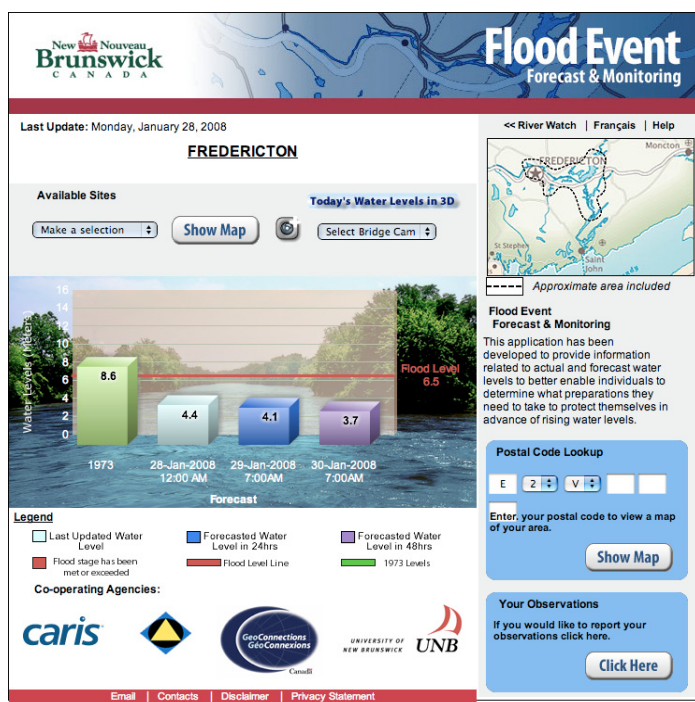 New Nouveau
Brunswick
CANADA
Flood Event
Forecast & Monitoring
Last Update: Monday, January 28, 2008
<< River Watch | Français | Help
FREDERICTON
Available Sites
Today's Water Levels in 3D
Make a selection
Show Map
Select Bridge Cam
FREDERICTON
Moncton
St Stephen
Saint
John
Approximate area included
Water Levels (Meters)
16
14
12
10
8
6
4
2
0
8.6
4.4
4.1
3.7
Flood Level
6.5
1973
28-Jan-2008
12:00 AM
29-Jan-2008
7:00AM
30-Jan-2008
7:00AM
Forecast
Legend
Last Updated Water
Level
Forecasted Water
Level in 24hrs
Forecasted Water
Level in 48hrs
Flood stage has been
met or exceeded
Flood Level Line
1973 Levels
Co-operating Agencies:
caris
GeoConnections
GéoConnexions
Canada
UNIVERSITY OF
NEW BRUNSWICK
UNB
Email | Contacts | Disclaimer | Privacy Statement
Flood Event
Forecast & Monitoring
This application has been
developed to provide information
related to actual and forecast water
levels to better enable individuals to
determine what preparations they
need to take to protect themselves in
advance of rising water levels.
Postal Code Lookup
E 2 V
Enter. your postal code to view a map
of your area.
Show Map
Your Observations
If you would like to report your
observations click here.
Click Here